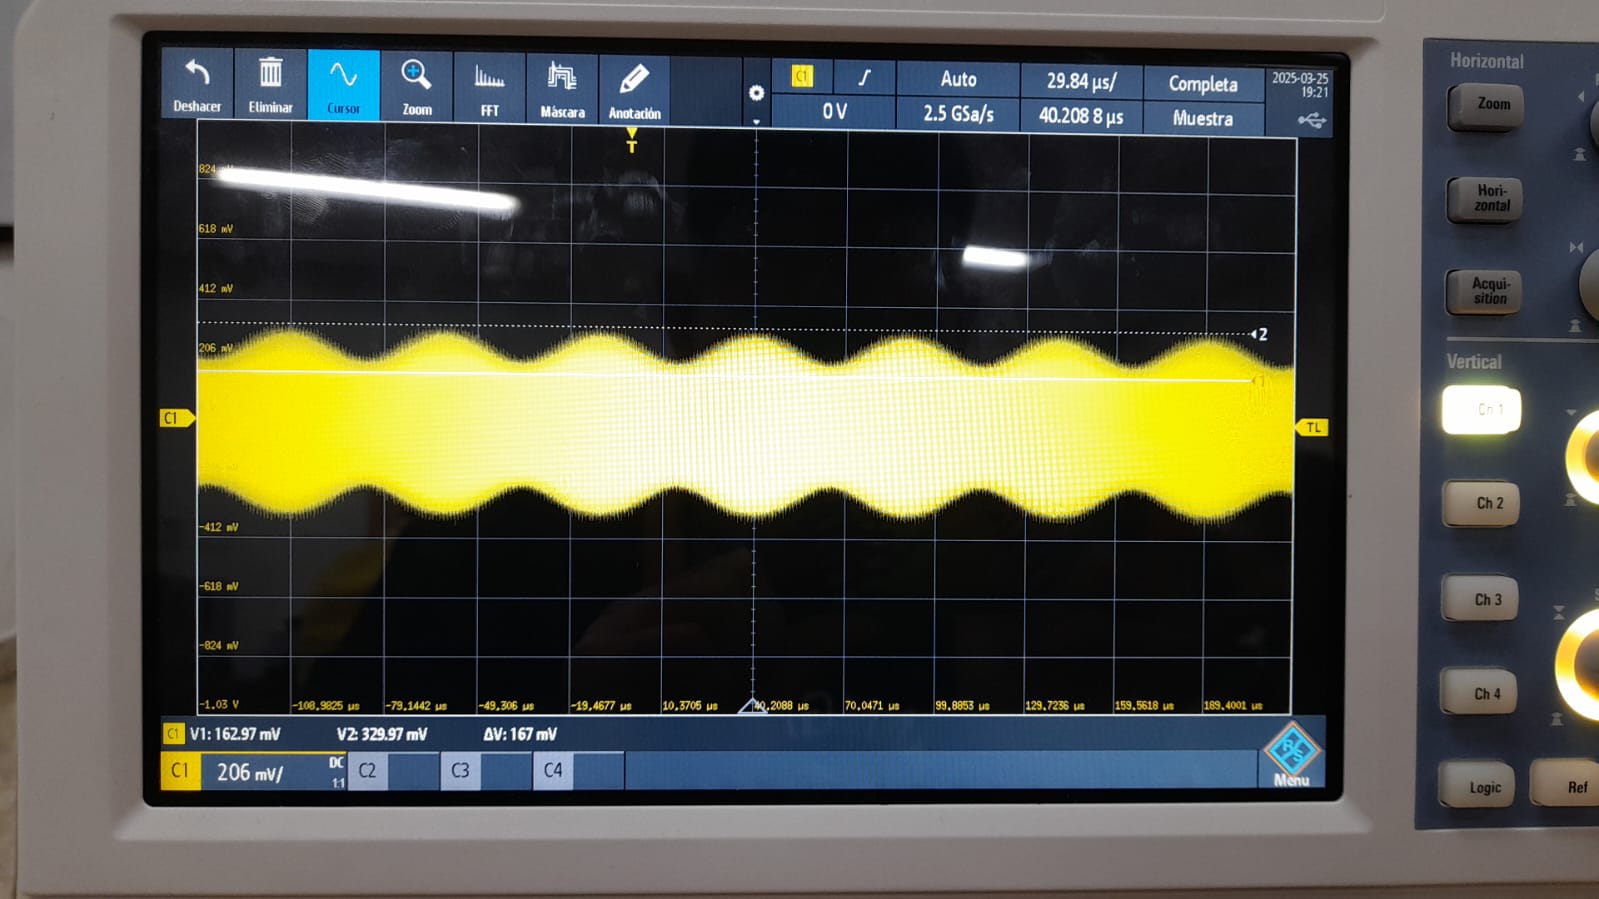 Deshacer Eliminar Cursor Zoom FFT Máscara Anotación
C1 Auto 29.84 µs/ Completa 2025-03-25
19:21
0 V 2.5 GSa/s 40.208 8 µs Muestra
T
824
618 mV
412 mV
2
206 mV
C1
TL
-412 mV
-618 mV
-824 mV
-1.03 V -108,9825 µs -79,1442 µs -49,306 µs -19,4677 µs 10,3705 µs 40,2088 µs 70,0471 µs 99,8853 µs 129,7236 µs 159,5618 µs 189,4001 µs
C1 V1: 162.97 mV V2: 329.97 mV ΔV: 167 mV
C1 206 mV/ DC 1:1 C2 C3 C4
R S
Menu
Horizontal
Zoom
Hori-
zontal
Acqui-
sition
Vertical
Ch 1
Ch 2
Ch 3
Ch 4
Logic Ref